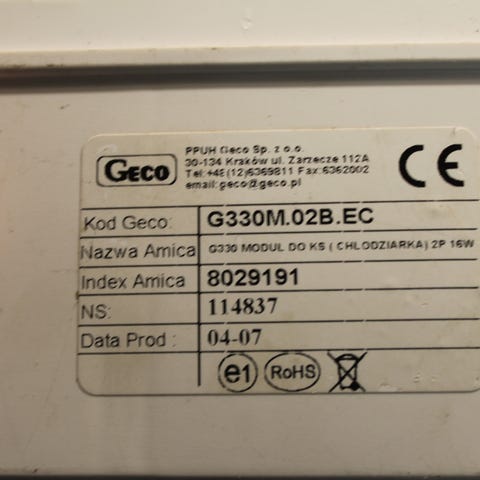 GECO
PPUH Geco Sp. z o.o.
30-134 Kraków ul. Zarzecze 112A
Tel:+48(12)6369811 Fax:6362002
email:geco@geco.pl
CE
Kod Geco: G330M.02B.EC
Nazwa Amica G330 MODUL DO KS ( CHLODZIARKA) 2P 16W
Index Amica 8029191
NS: 114837
Data Prod : 04-07
e1 RoHS